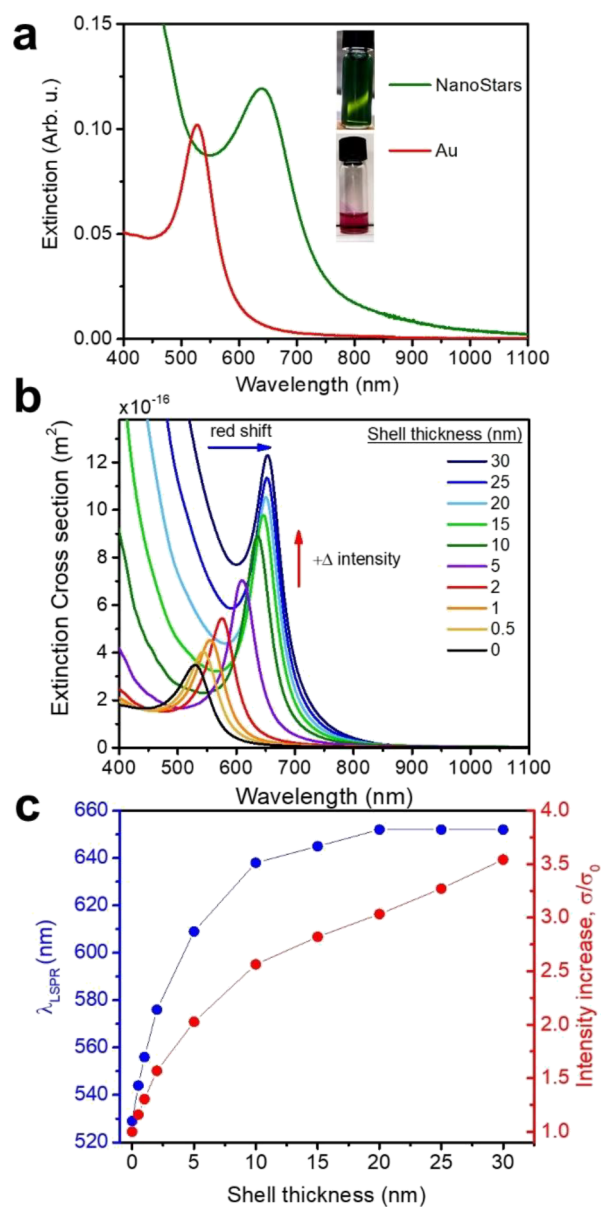 a
0.15
0.10
0.05
0.00
Extinction (Arb. u.)
NanoStars
Au
400 500 600 700 800 900 1000 1100
Wavelength (nm)
b
x10⁻¹⁶
12
10
8
6
4
2
0
Extinction Cross section (m²)
red shift
+Δ intensity
Shell thickness (nm)
30
25
20
15
10
5
2
1
0.5
0
400 500 600 700 800 900 1000 1100
Wavelength (nm)
c
660
640
620
600
580
560
540
520
λLSPR (nm)
4.0
3.5
3.0
2.5
2.0
1.5
1.0
Intensity increase, σ/σ₀
0 5 10 15 20 25 30
Shell thickness (nm)